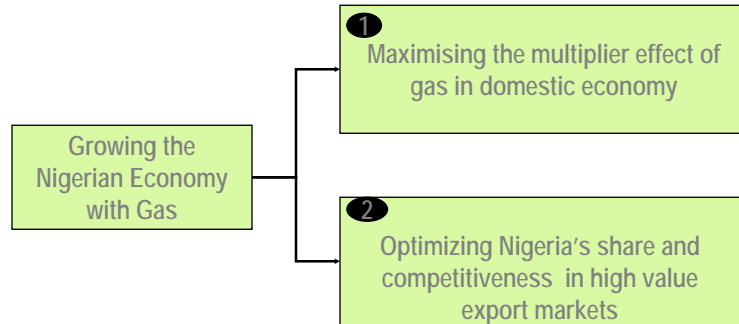 1
Maximising the multiplier effect of
gas in domestic economy
Growing the
Nigerian Economy
with Gas
2
Optimizing Nigeria's share and
competitiveness in high value
export markets